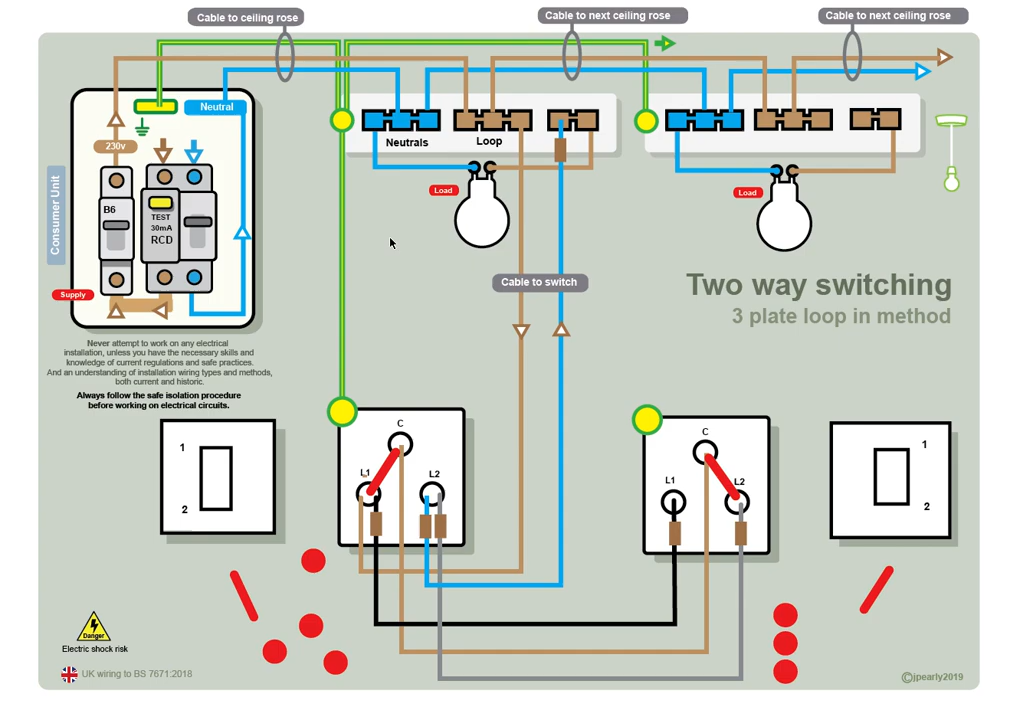 Cable to ceiling rose
Cable to next ceiling rose
Cable to next ceiling rose
Neutral
230v
Neutrals
Loop
Load
Load
Consumer Unit
B6
TEST
30mA
RCD
Supply
Cable to switch
Two way switching
3 plate loop in method
Never attempt to work on any electrical
installation, unless you have the necessary skills and
knowledge of current regulations and safe practices.
And an understanding of installation wiring types and methods,
both current and historic.
Always follow the safe isolation procedure
before working on electrical circuits.
1
2
C
L1
L2
C
L1
L2
1
2
Danger
Electric shock risk
UK wiring to BS 7671:2018
©jpearly2019